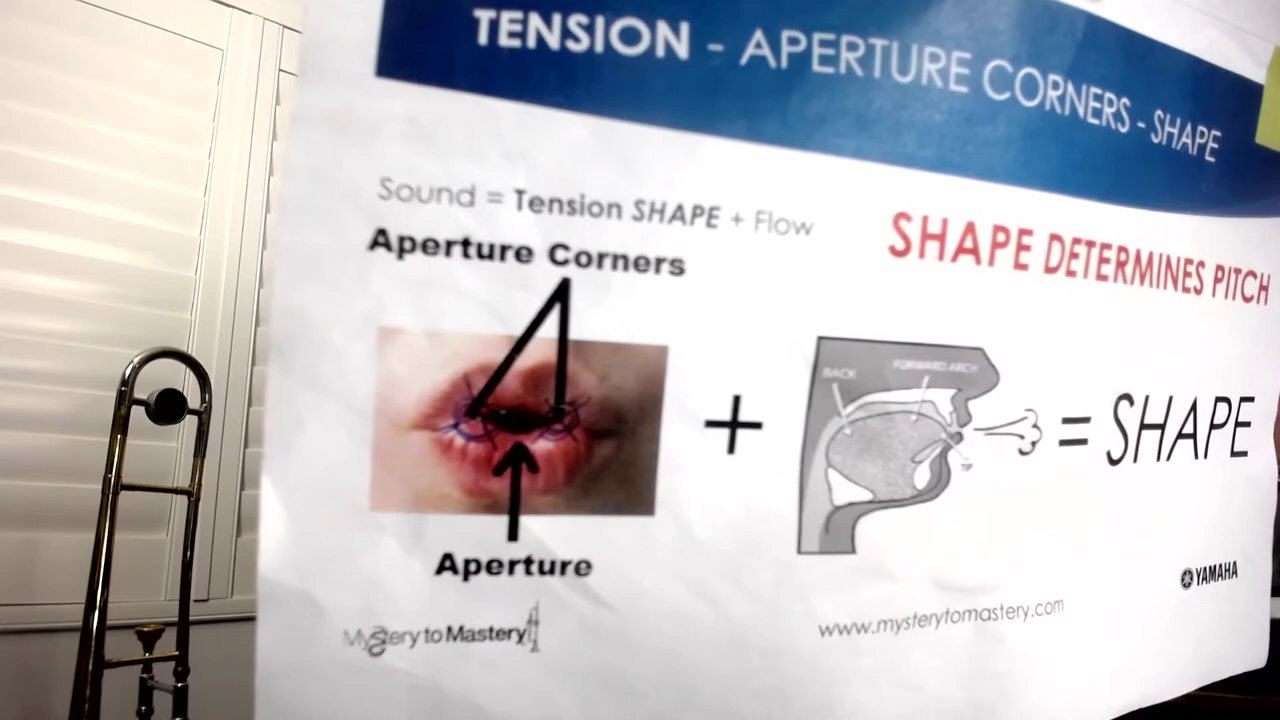 TENSION - APERTURE CORNERS - SHAPE
Sound = Tension SHAPE + Flow
SHAPE DETERMINES PITCH
Aperture Corners
BACK
FORWARD ARCH
TIP
+
= SHAPE
Aperture
YAMAHA
Mystery to Mastery
www.mysterytomastery.com